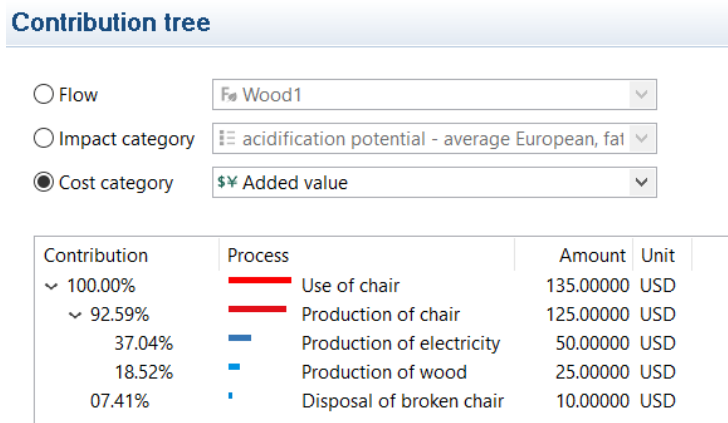 Contribution tree
Flow
Wood1
Impact category
acidification potential - average European, fat
Cost category
$¥ Added value
Contribution Process Amount Unit
100.00% Use of chair 135.00000 USD
92.59% Production of chair 125.00000 USD
37.04% Production of electricity 50.00000 USD
18.52% Production of wood 25.00000 USD
07.41% Disposal of broken chair 10.00000 USD